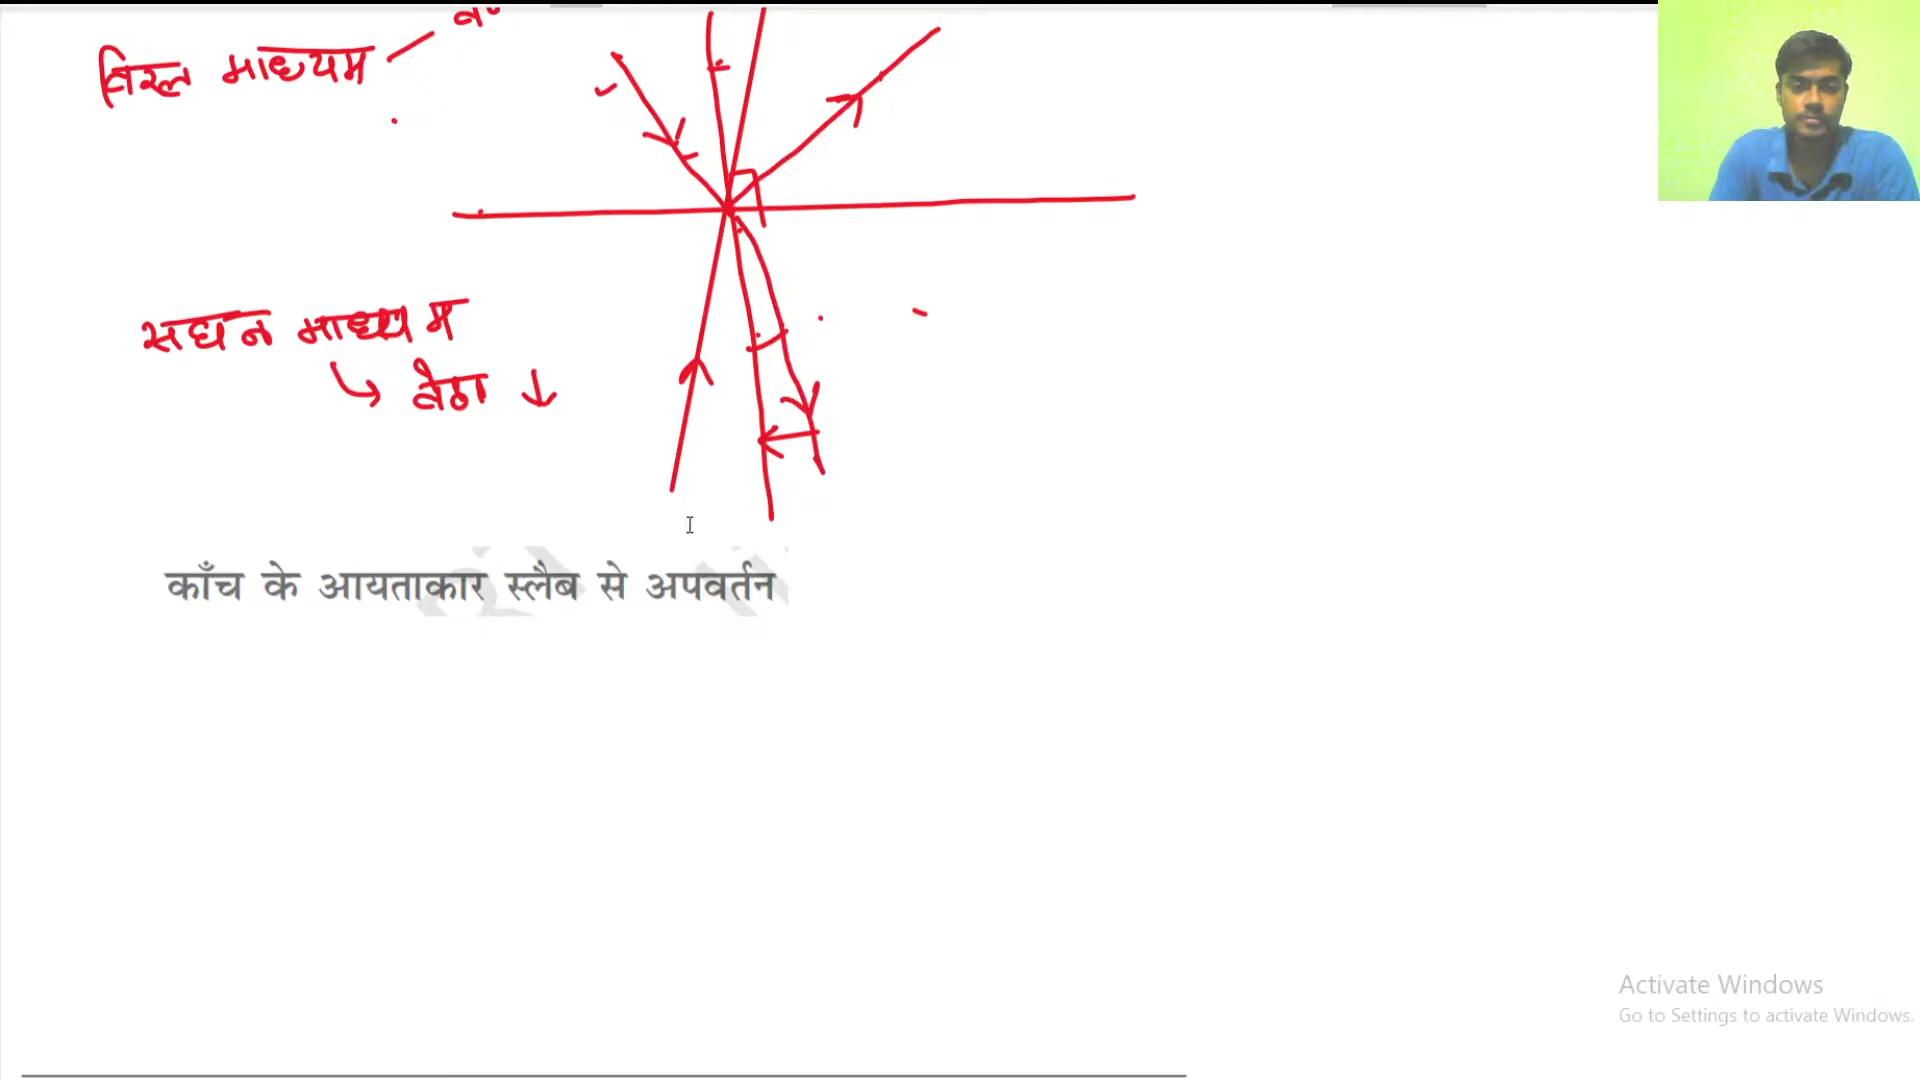 विरल माध्यम
सघन माध्यम
काँच के आयताकार स्लैब से अपवर्तन
Activate Windows
Go to Settings to activate Windows.